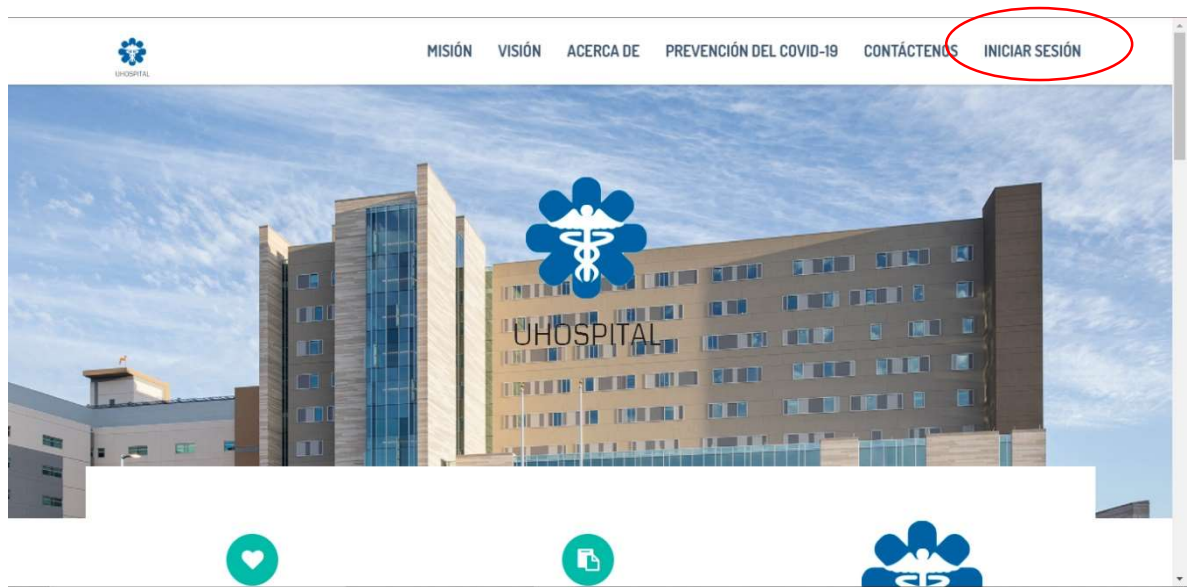 UHOSPITAL
MISIÓN VISIÓN ACERCA DE PREVENCIÓN DEL COVID-19 CONTÁCTENOS INICIAR SESIÓN
UHOSPITAL